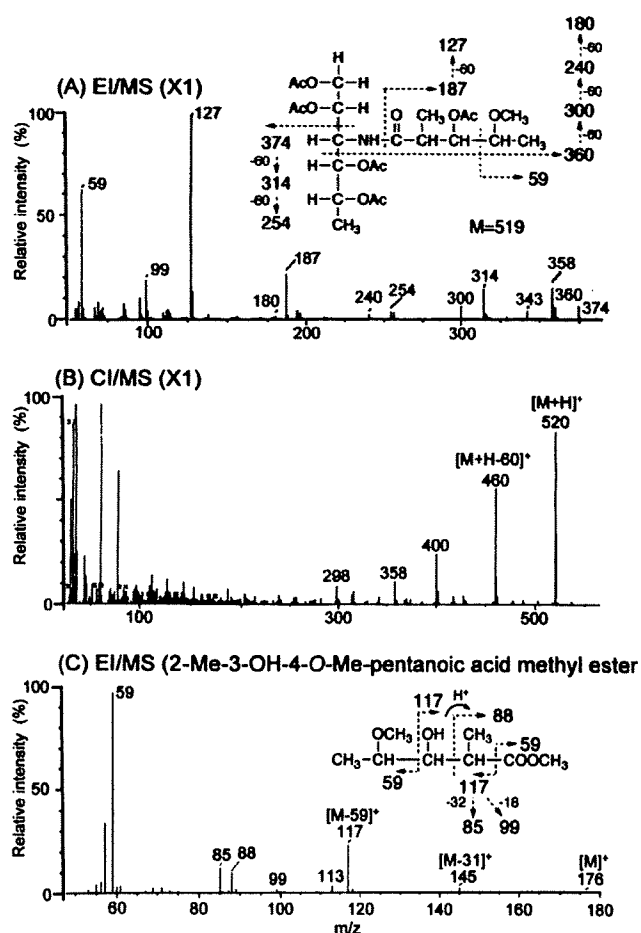 (A) EI/MS (X1)
Relative intensity (%)
100
50
0
59
99
127
187
180
240
254
300
314
343
358
360
374
100
200
300
H
AcO–C–H
AcO–C–H
H–C–NH–C–CH–CH–CH–CH₃
O
CH₃
OAc
OCH₃
H–C–OAc
H–C–OAc
CH₃
374
-60
314
-60
254
127
-60
187
180
-60
240
-60
300
-60
360
59
M=519
(B) CI/MS (X1)
Relative intensity (%)
100
50
0
298
358
400
[M+H-60]⁺
460
[M+H]⁺
520
100
200
300
400
500
(C) EI/MS (2-Me-3-OH-4-O-Me-pentanoic acid methyl ester
Relative intensity (%)
100
50
0
59
85
88
99
113
[M-59]⁺
117
[M-31]⁺
145
[M]⁺
176
117
H⁺
88
OCH₃
OH
CH₃
59
CH₃–CH–CH–CH–COOCH₃
59
117
-32
-18
85
99
60
80
100
120
140
160
180
m/z